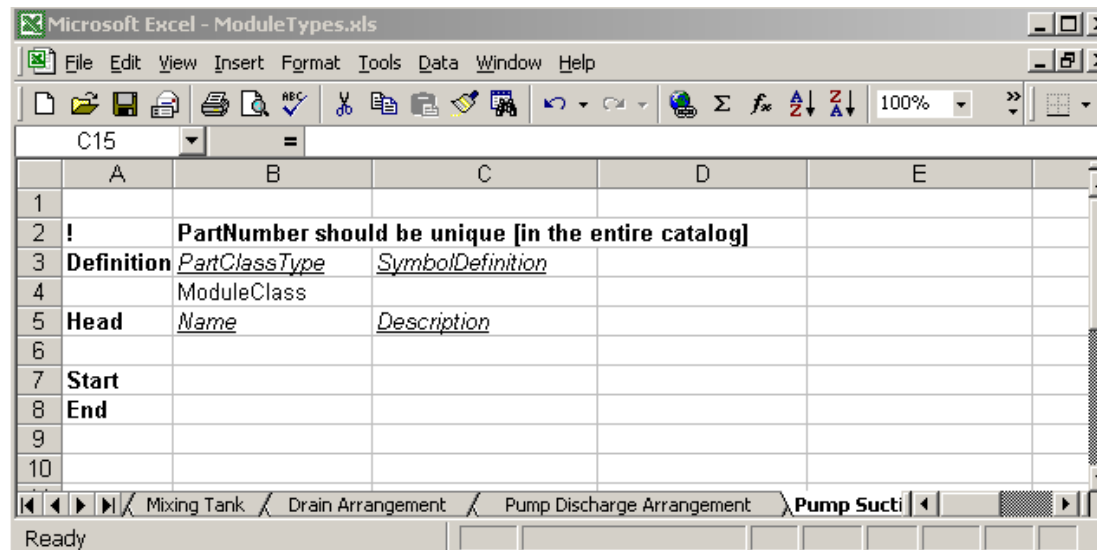 Microsoft Excel - ModuleTypes.xls
File Edit View Insert Format Tools Data Window Help
ABC 100% »
C15 =
A B C D E
1
2 ! PartNumber should be unique [in the entire catalog]
3 Definition PartClassType SymbolDefinition
4 ModuleClass
5 Head Name Description
6
7 Start
8 End
9
10
Mixing Tank Drain Arrangement Pump Discharge Arrangement Pump Sucti
Ready